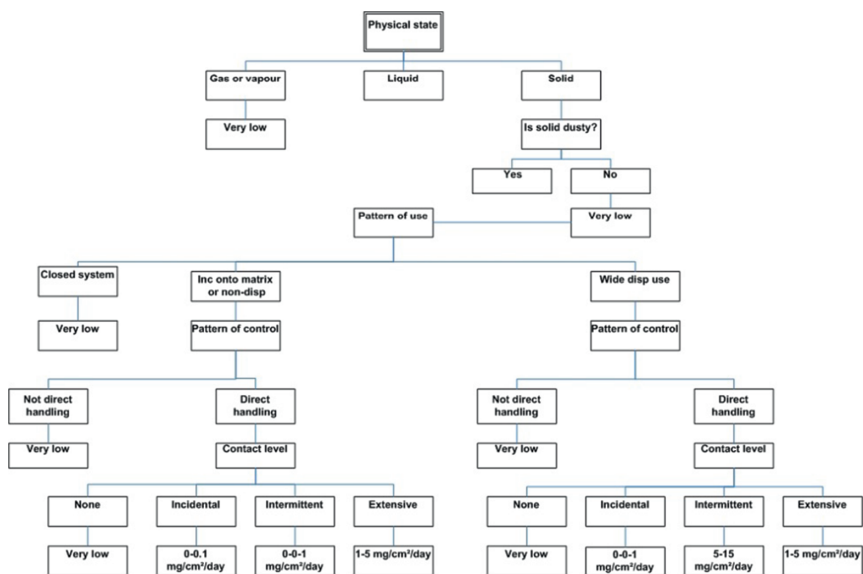 Physical state
Gas or vapour
Liquid
Solid
Very low
Is solid dusty?
Yes
No
Pattern of use
Very low
Closed system
Inc onto matrix
or non-disp
Wide disp use
Very low
Pattern of control
Pattern of control
Not direct
handling
Direct
handling
Not direct
handling
Direct
handling
Very low
Contact level
Very low
Contact level
None
Incidental
Intermittent
Extensive
None
Incidental
Intermittent
Extensive
Very low
0-0.1
mg/cm²/day
0-0-1
mg/cm²/day
1-5 mg/cm²/day
Very low
0-0-1
mg/cm²/day
5-15
mg/cm²/day
1-5 mg/cm²/day